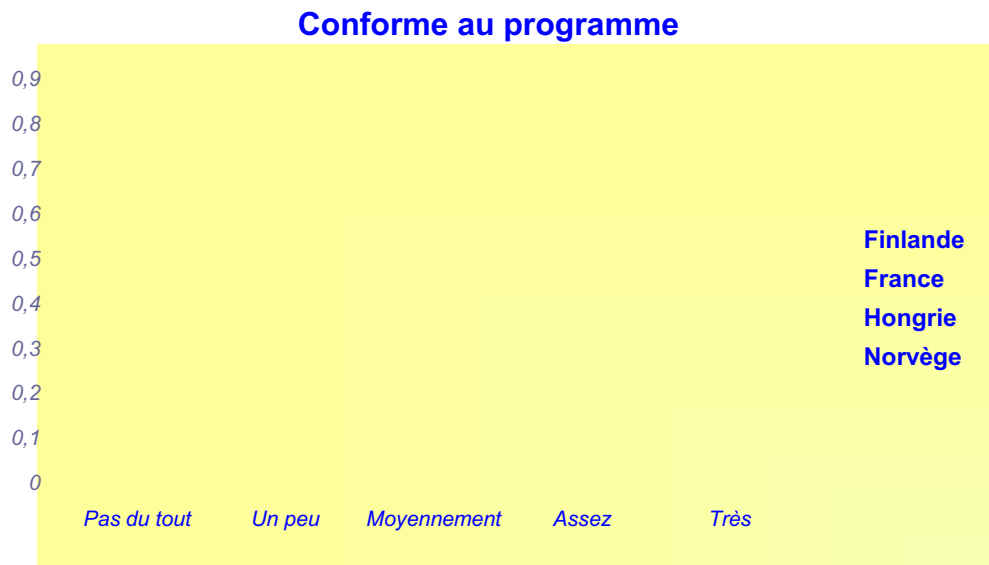 Conforme au programme
0,9
0,8
0,7
0,6
0,5
0,4
0,3
0,2
0,1
0
Pas du tout Un peu Moyennement Assez Très
Finlande
France
Hongrie
Norvège